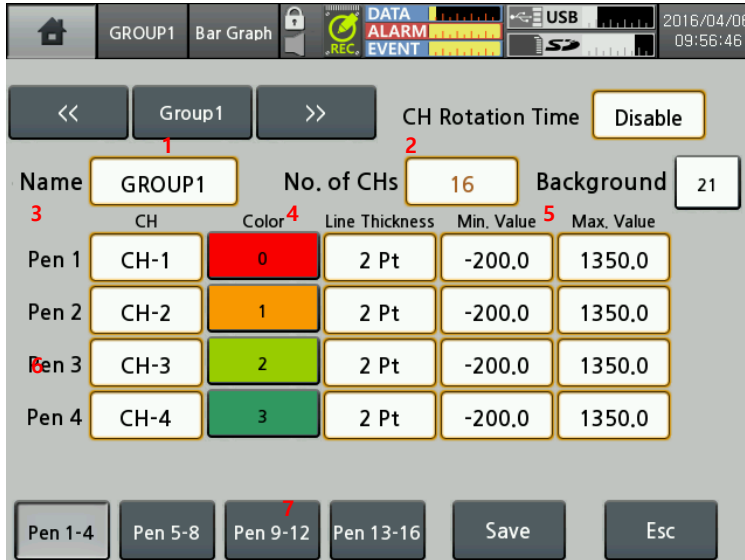 GROUP1 Bar Graph REC. DATA ALARM EVENT USB SD 2016/04/06 09:56:46
<< Group1 >> CH Rotation Time Disable
1 2
Name GROUP1 No. of CHs 16 Background 21
3 4 5
CH Color Line Thickness Min. Value Max. Value
Pen 1 CH-1 0 2 Pt -200.0 1350.0
Pen 2 CH-2 1 2 Pt -200.0 1350.0
6 Pen 3 CH-3 2 2 Pt -200.0 1350.0
Pen 4 CH-4 3 2 Pt -200.0 1350.0
7
Pen 1-4 Pen 5-8 Pen 9-12 Pen 13-16 Save Esc